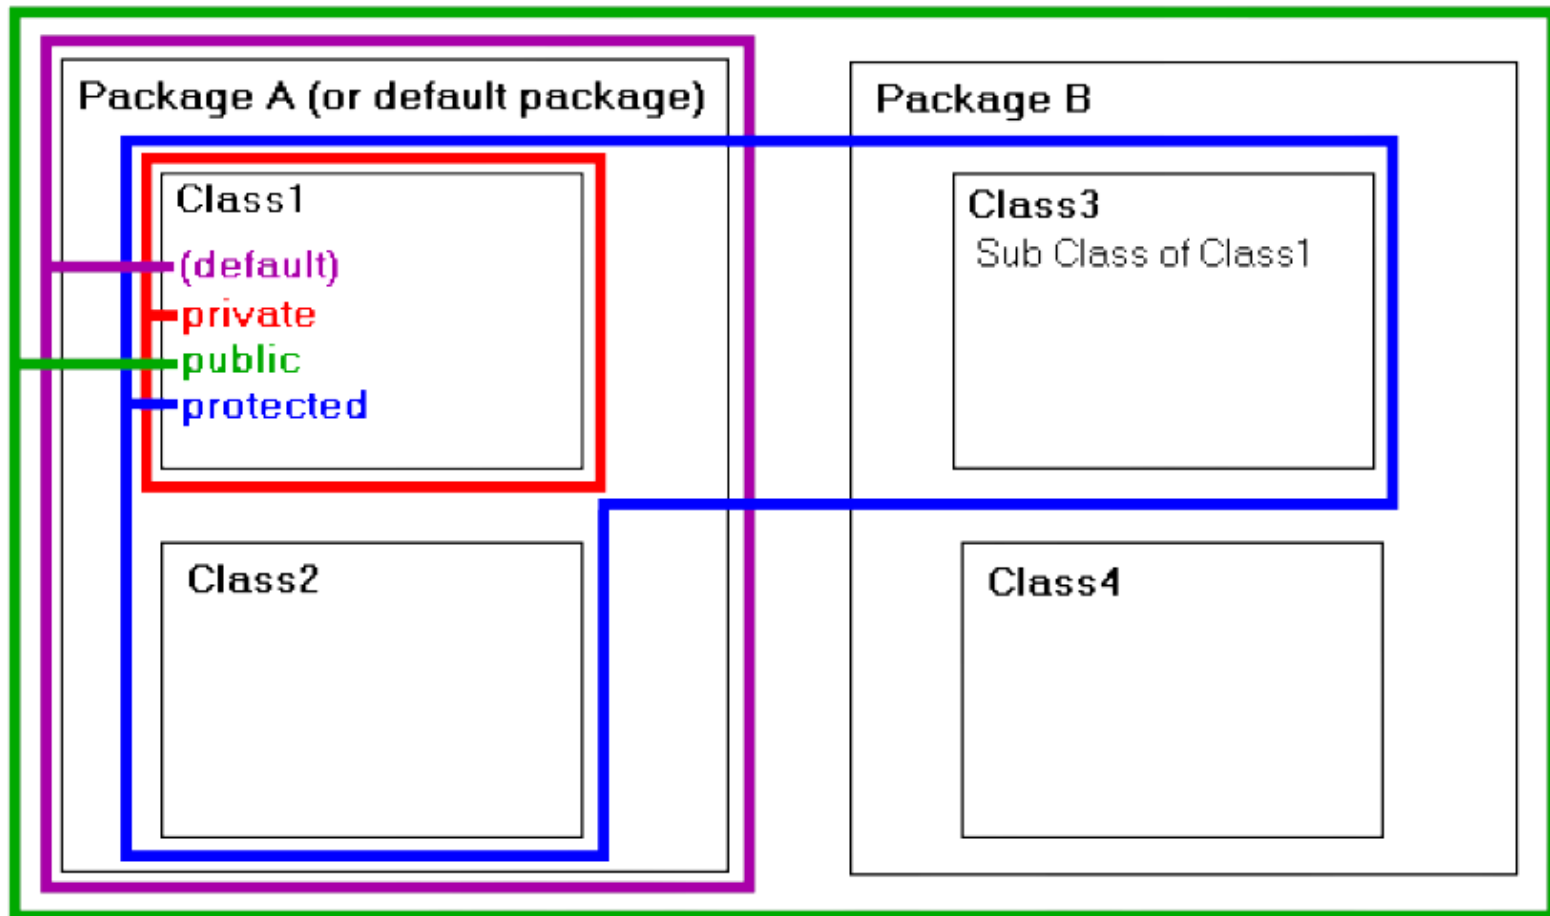 Package A (or default package)
Class1
(default)
private
public
protected
Class2
Package B
Class3
Sub Class of Class1
Class4